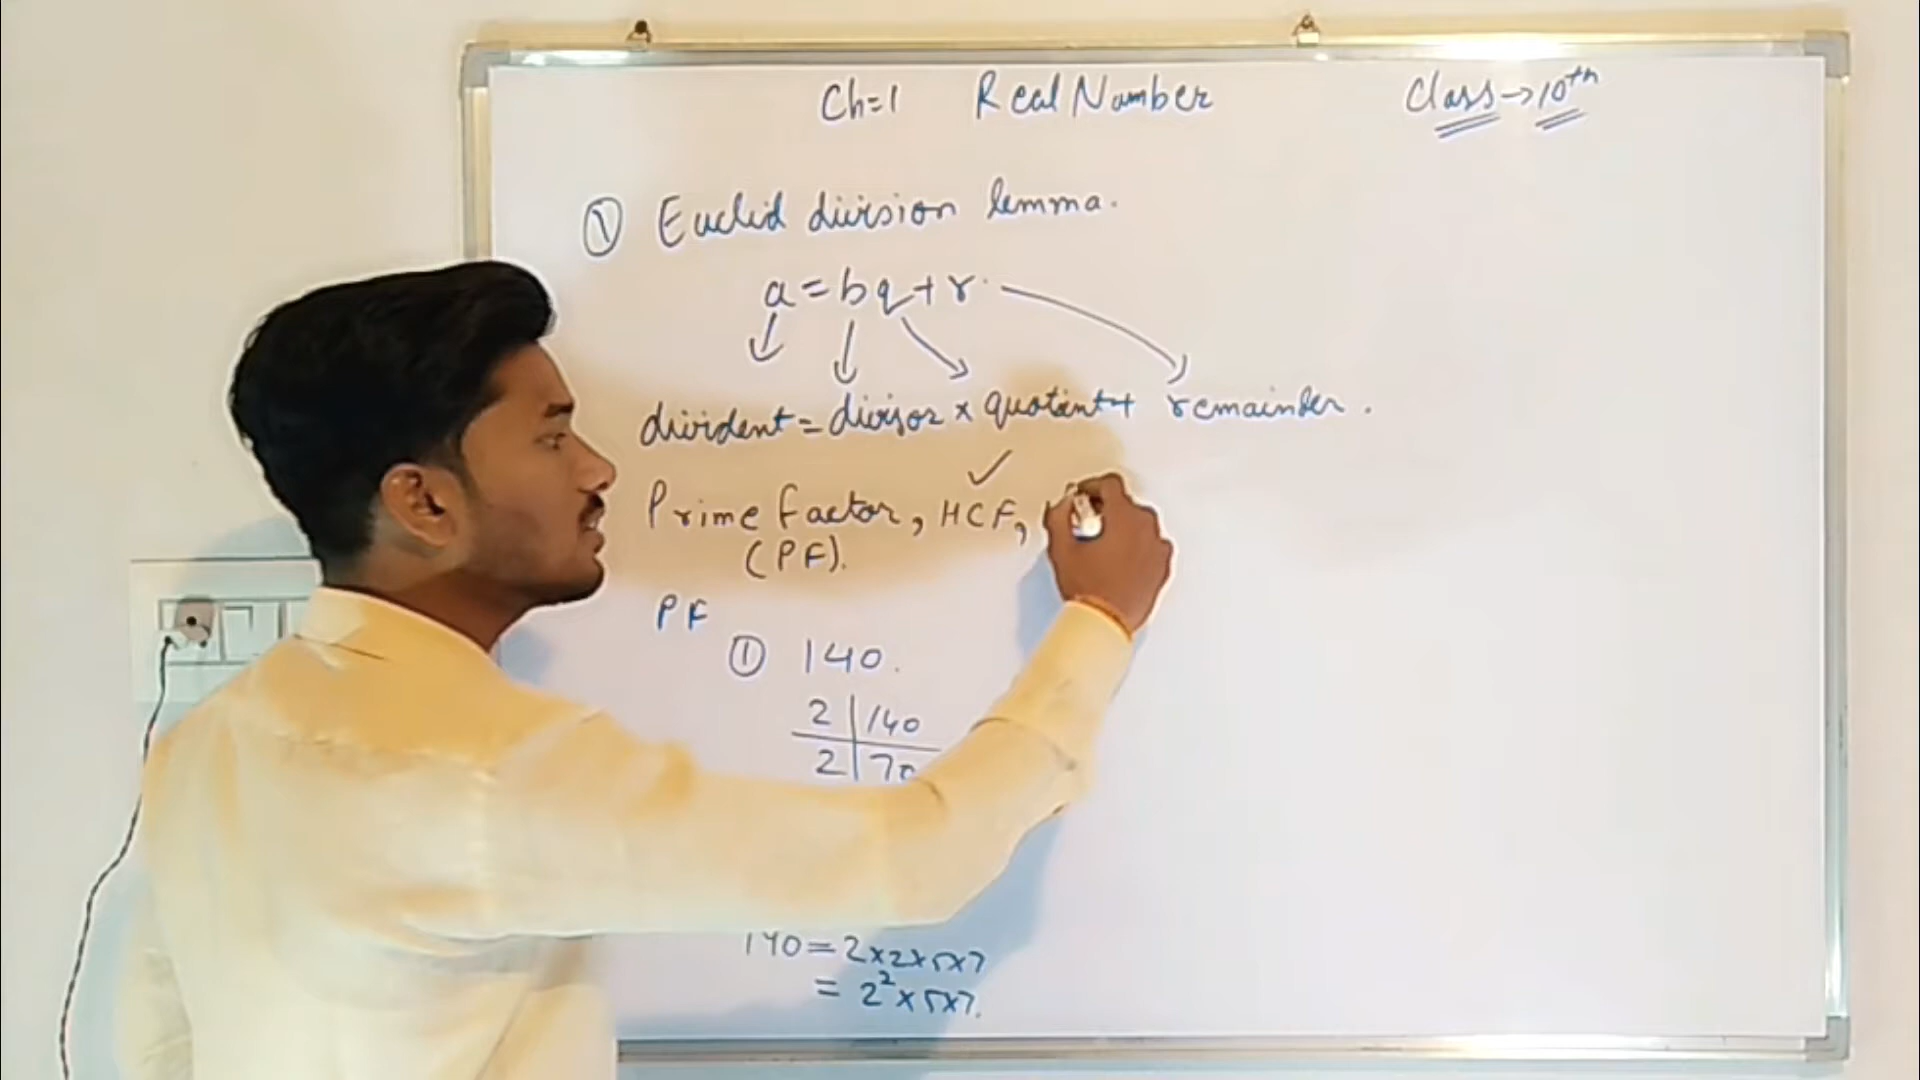 Ch=1 Real Number Class→10th
① Euclid division lemma.
a=bq+r
divident=divisor×quotent+ remainder.
Prime factor, HCF,
(PF).
PF
① 140.
2 140
2 70
140=2×2×5×7
= 2²×5×7.